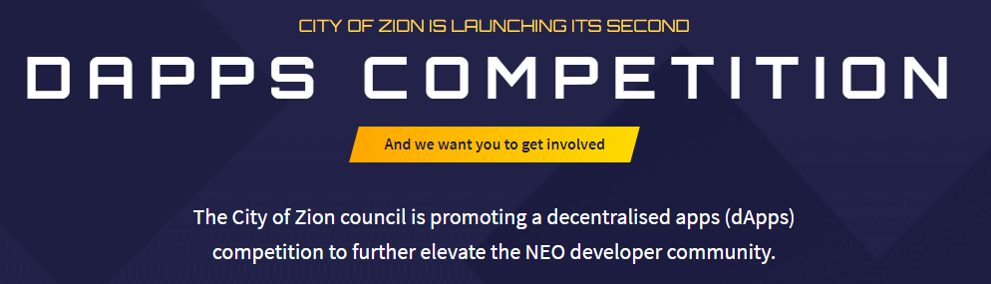 CITY OF ZION IS LAUNCHING ITS SECOND
DAPPS COMPETITION
And we want you to get involved
The City of Zion council is promoting a decentralised apps (dApps)
competition to further elevate the NEO developer community.